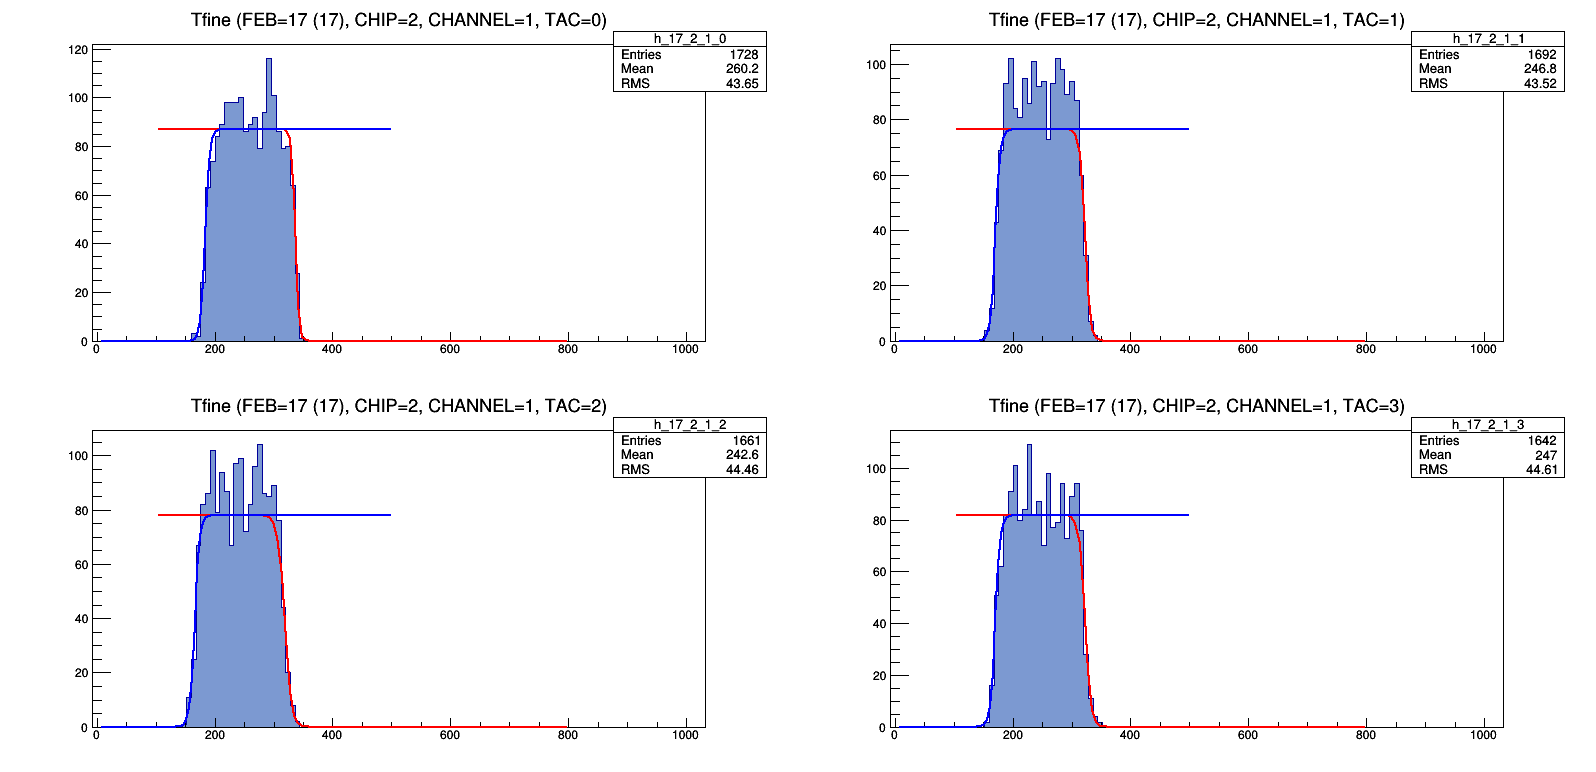 Tfine (FEB=17 (17), CHIP=2, CHANNEL=1, TAC=0)
h_17_2_1_0
Entries 1728
Mean 260.2
RMS 43.65
120
100
80
60
40
20
0
0 200 400 600 800 1000
Tfine (FEB=17 (17), CHIP=2, CHANNEL=1, TAC=1)
h_17_2_1_1
Entries 1692
Mean 246.8
RMS 43.52
100
80
60
40
20
0
0 200 400 600 800 1000
Tfine (FEB=17 (17), CHIP=2, CHANNEL=1, TAC=2)
h_17_2_1_2
Entries 1661
Mean 242.6
RMS 44.46
100
80
60
40
20
0
0 200 400 600 800 1000
Tfine (FEB=17 (17), CHIP=2, CHANNEL=1, TAC=3)
h_17_2_1_3
Entries 1642
Mean 247
RMS 44.61
100
80
60
40
20
0
0 200 400 600 800 1000